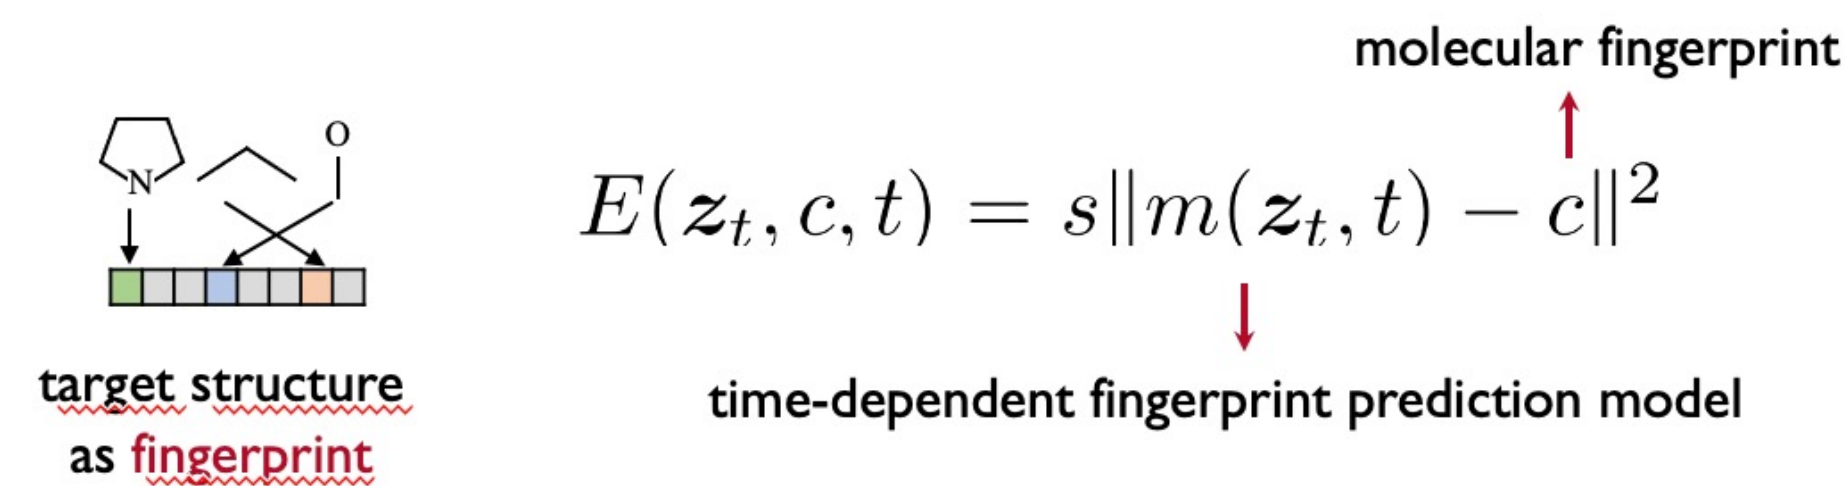 molecular fingerprint
O
N
E(z_t, c, t) = s||m(z_t, t) − c||^2
target structure
as fingerprint
time-dependent fingerprint prediction model